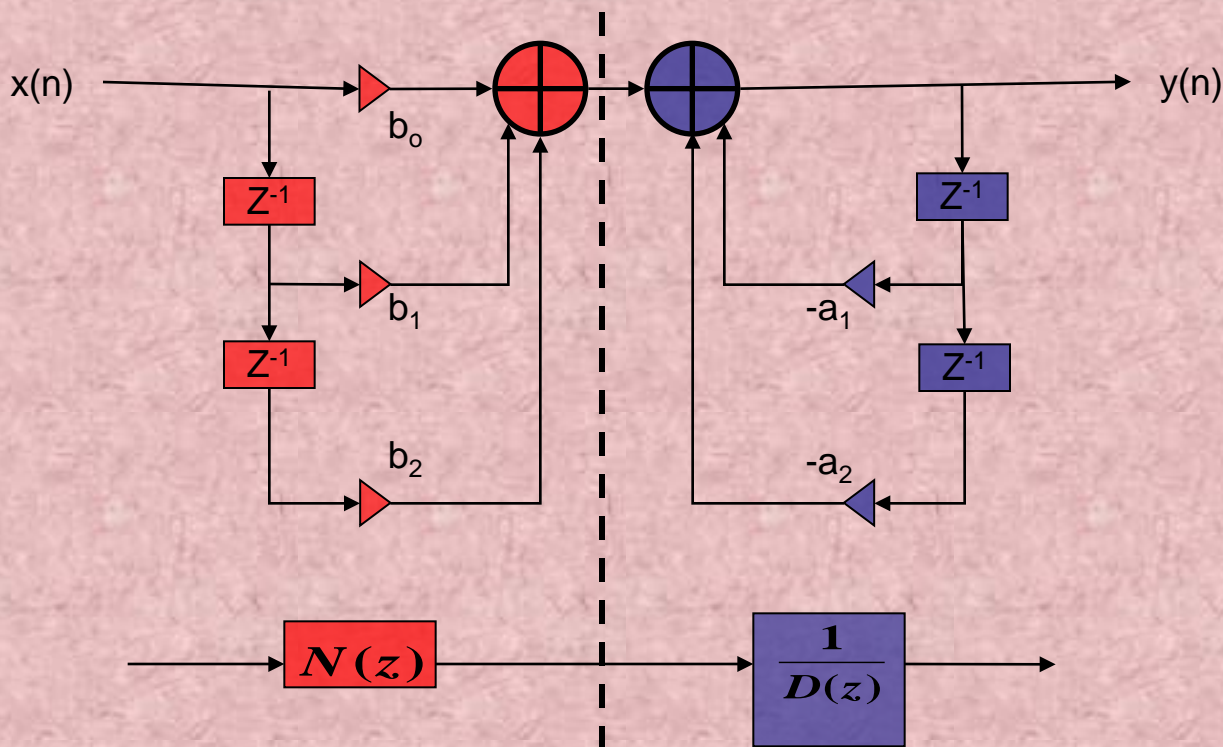 x(n)
y(n)
b₀
Z⁻¹
Z⁻¹
b₁
-a₁
Z⁻¹
Z⁻¹
b₂
-a₂
N(z)
1
D(z)